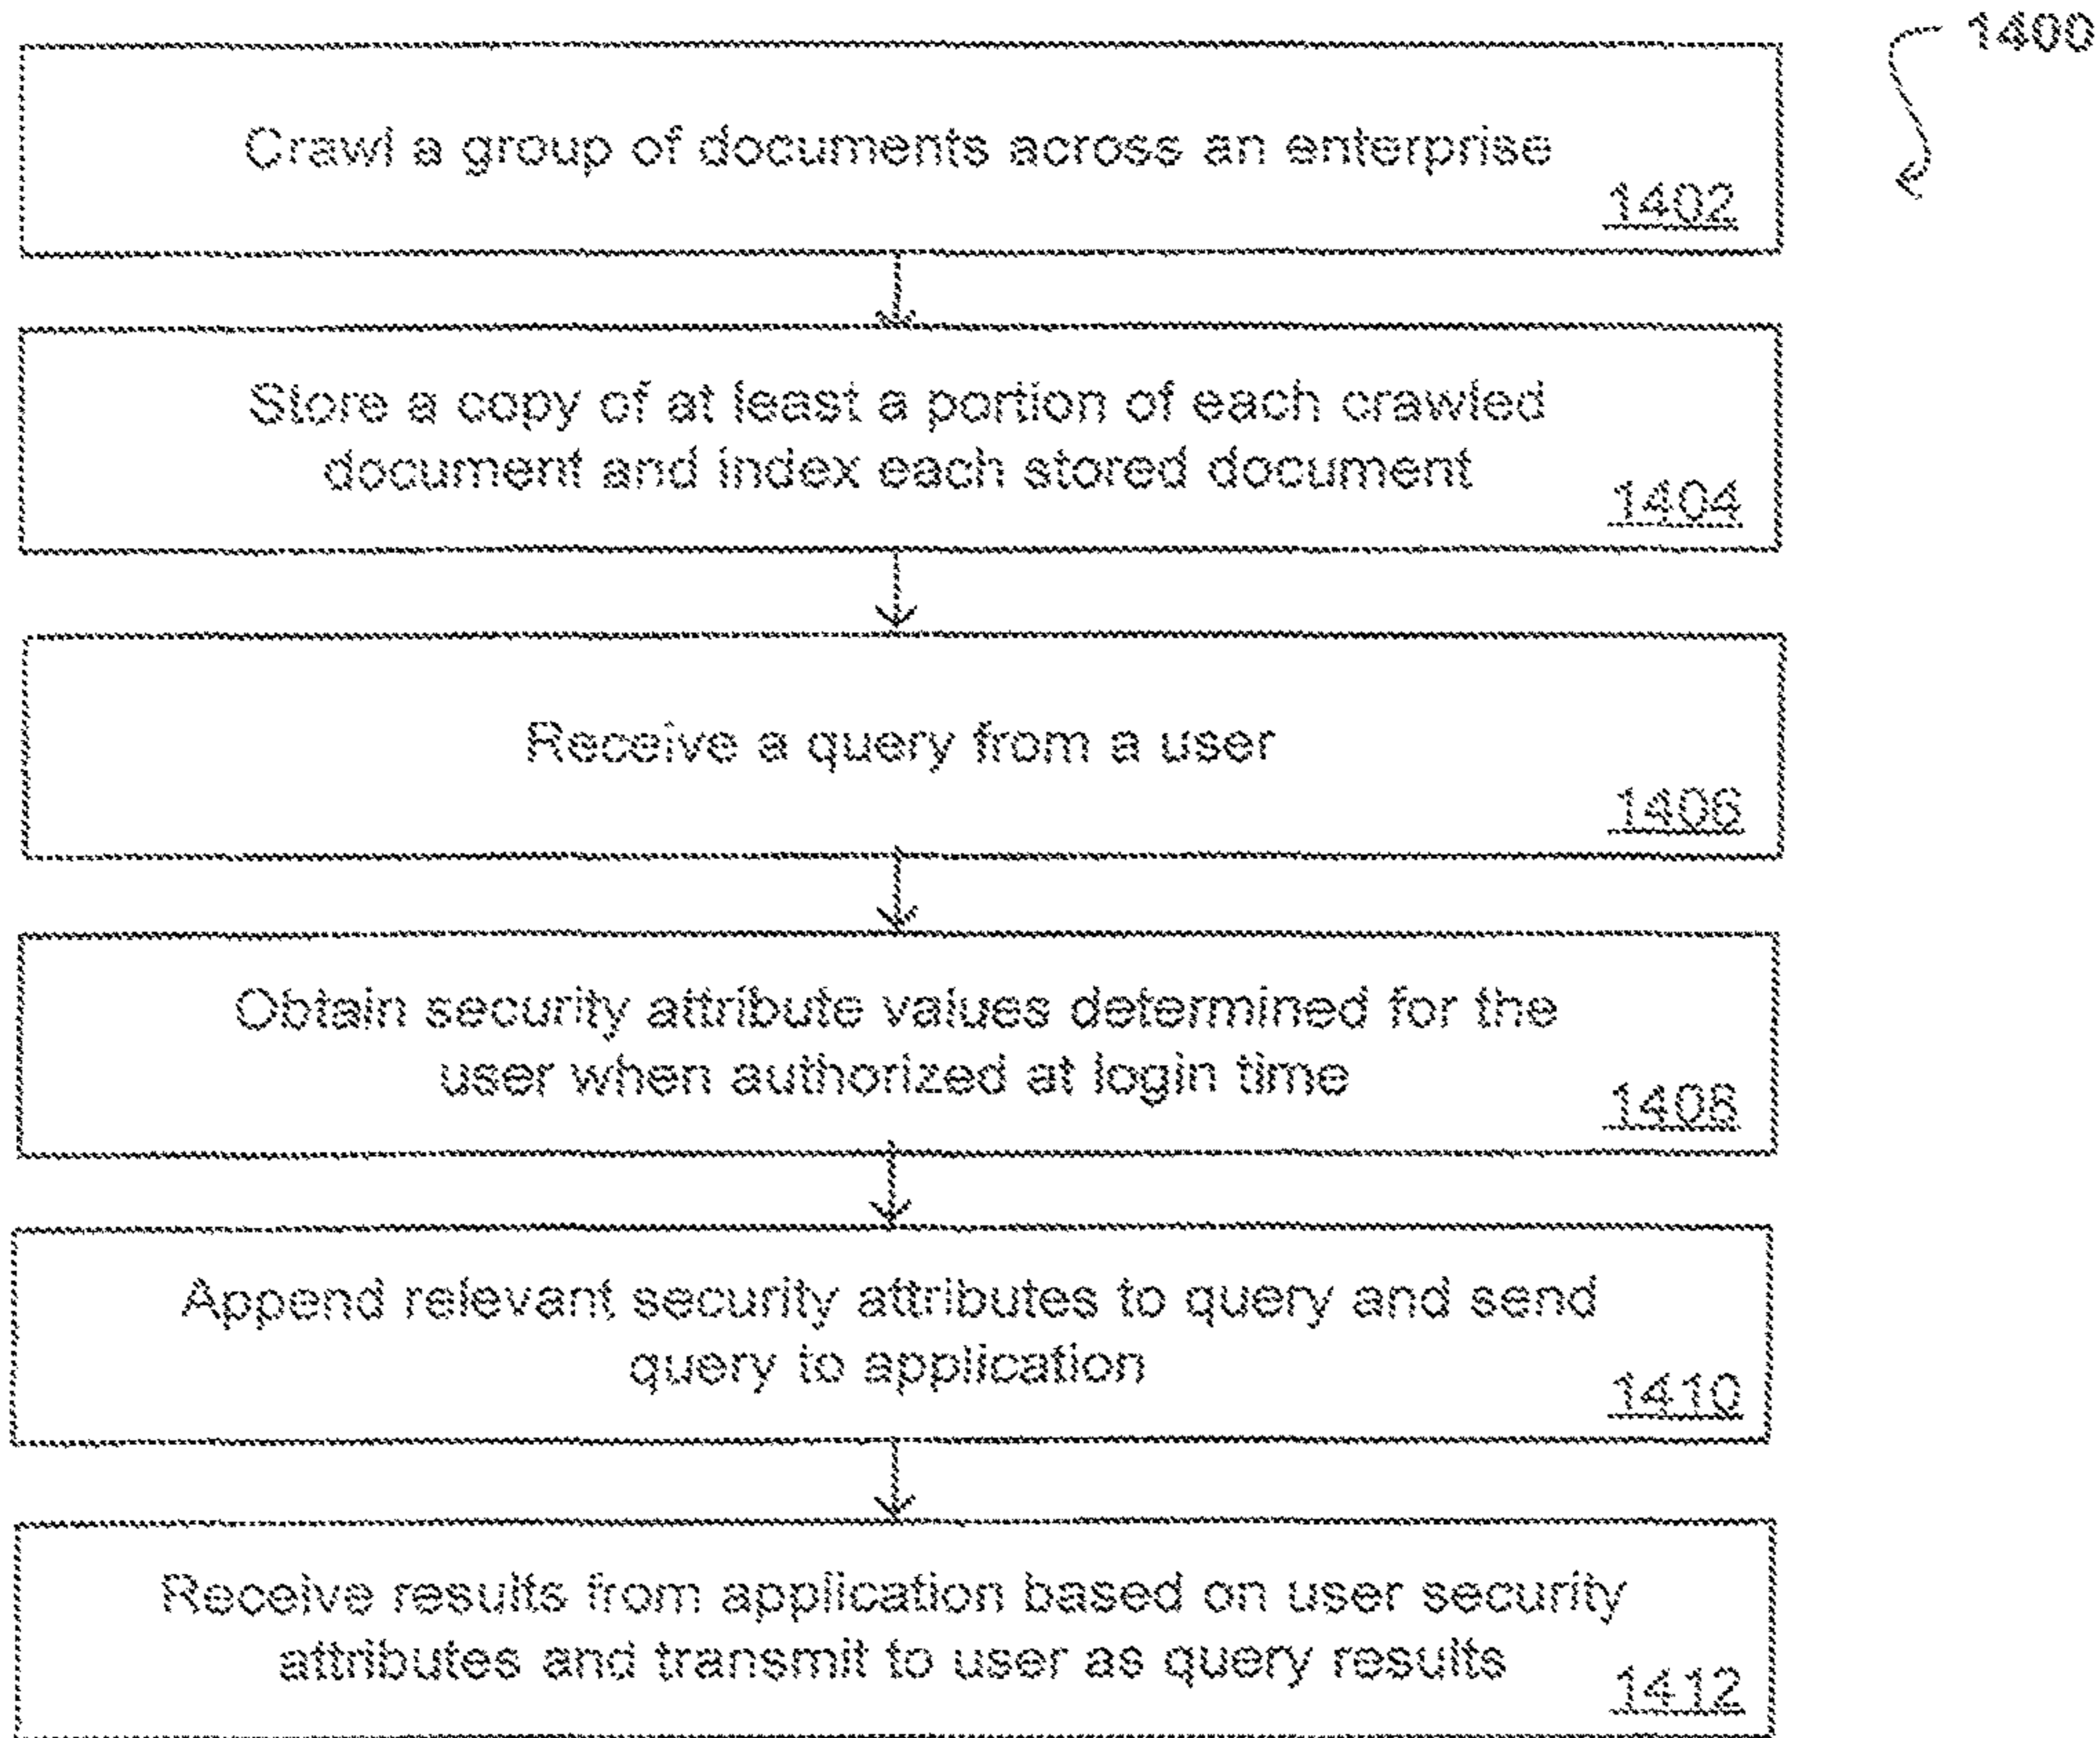 1400
Crawl a group of documents across an enterprise
1402
Store a copy of at least a portion of each crawled
document and index each stored document
1404
Receive a query from a user
1406
Obtain security attribute values determined for the
user when authorized at login time
1408
Append relevant security attributes to query and send
query to application
1410
Receive results from application based on user security
attributes and transmit to user as query results
1412